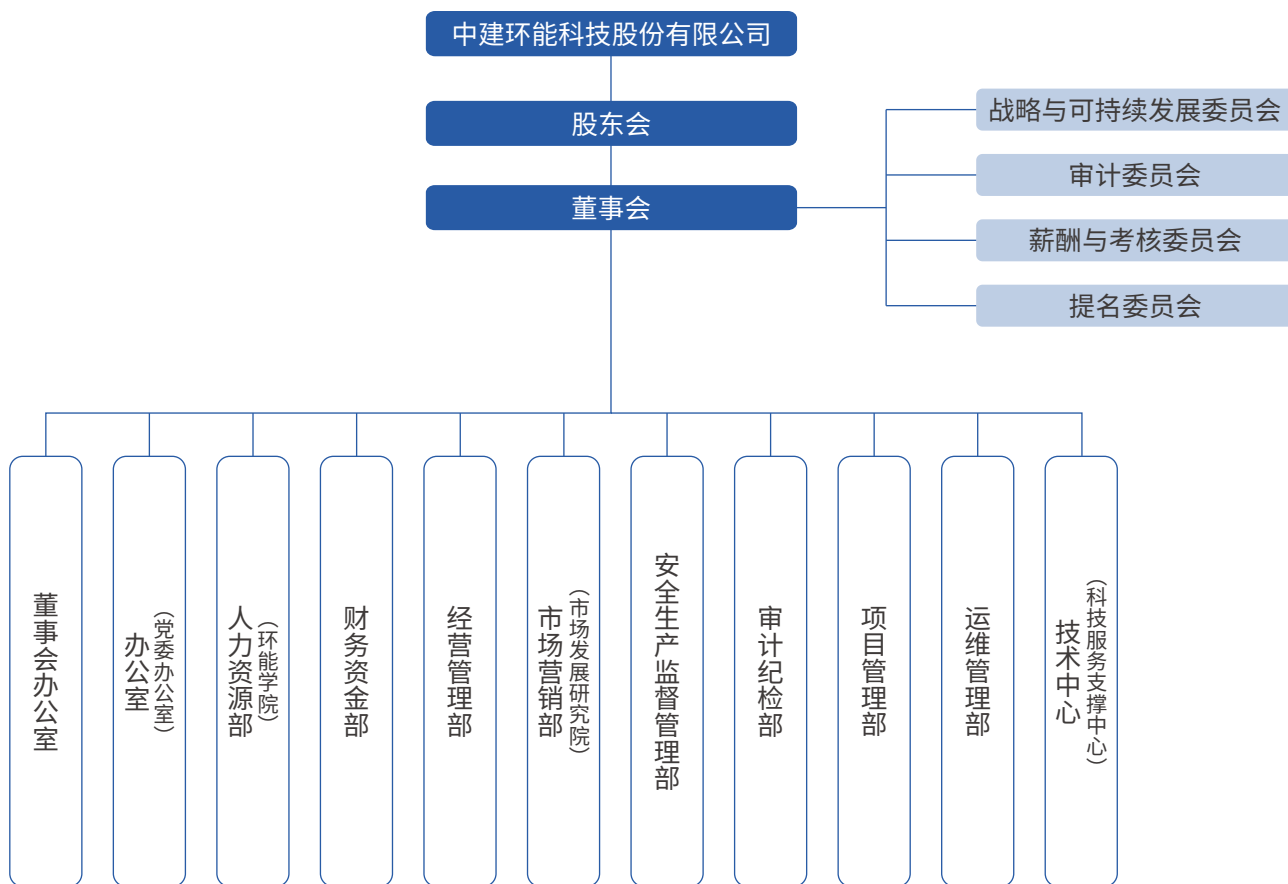 中建环能科技股份有限公司
股东会
董事会
战略与可持续发展委员会
审计委员会
薪酬与考核委员会
提名委员会
董事会办公室
办公室
（党委办公室）
人力资源部
（环能学院）
财务资金部
经营管理部
市场营销部
（市场发展研究院）
安全生产监督管理部
审计纪检部
项目管理部
运维管理部
技术中心
（科技服务支撑中心）